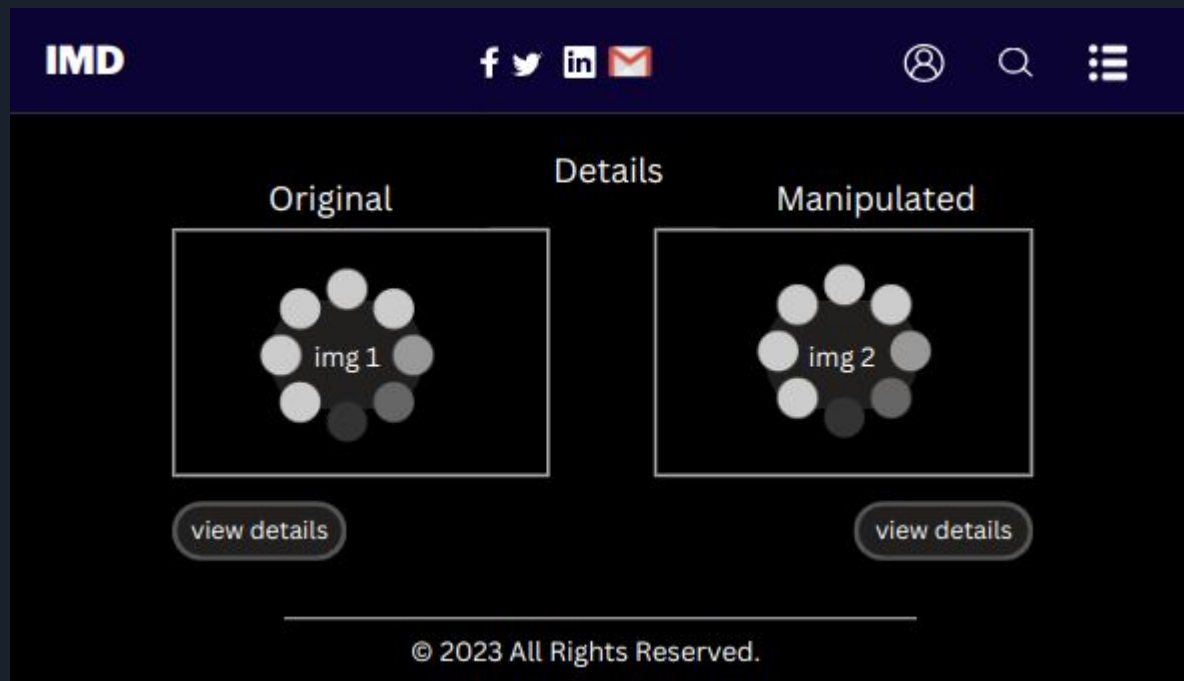 IMD
Details
Original
Manipulated
img 1
img 2
view details
view details
© 2023 All Rights Reserved.